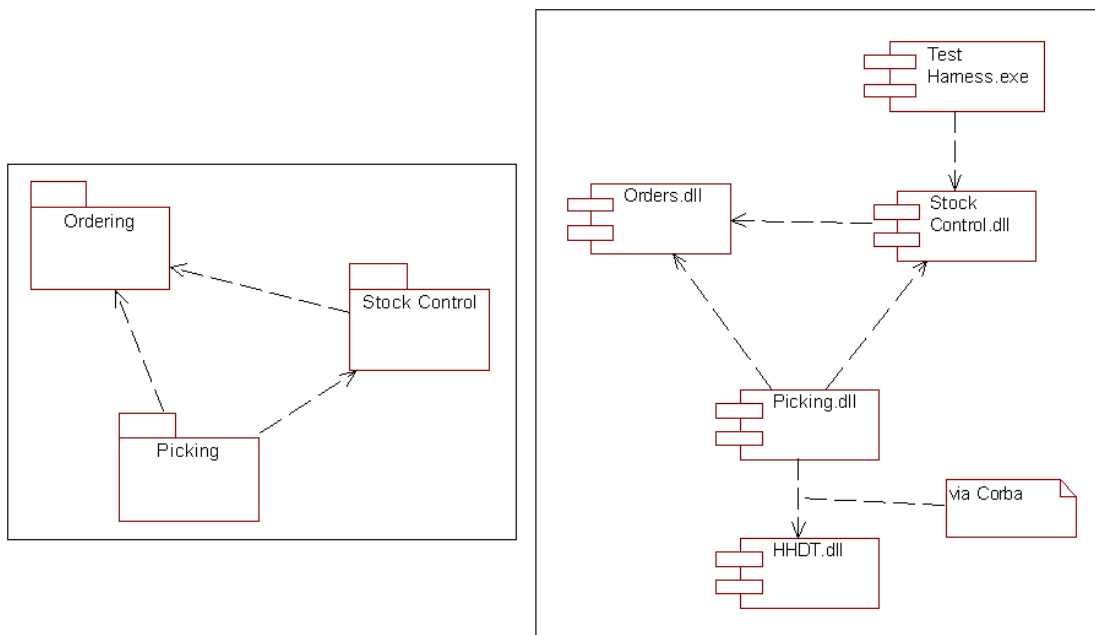 Ordering
Stock Control
Picking
Test
Harness.exe
Orders.dll
Stock
Control.dll
Picking.dll
via Corba
HHDT.dll